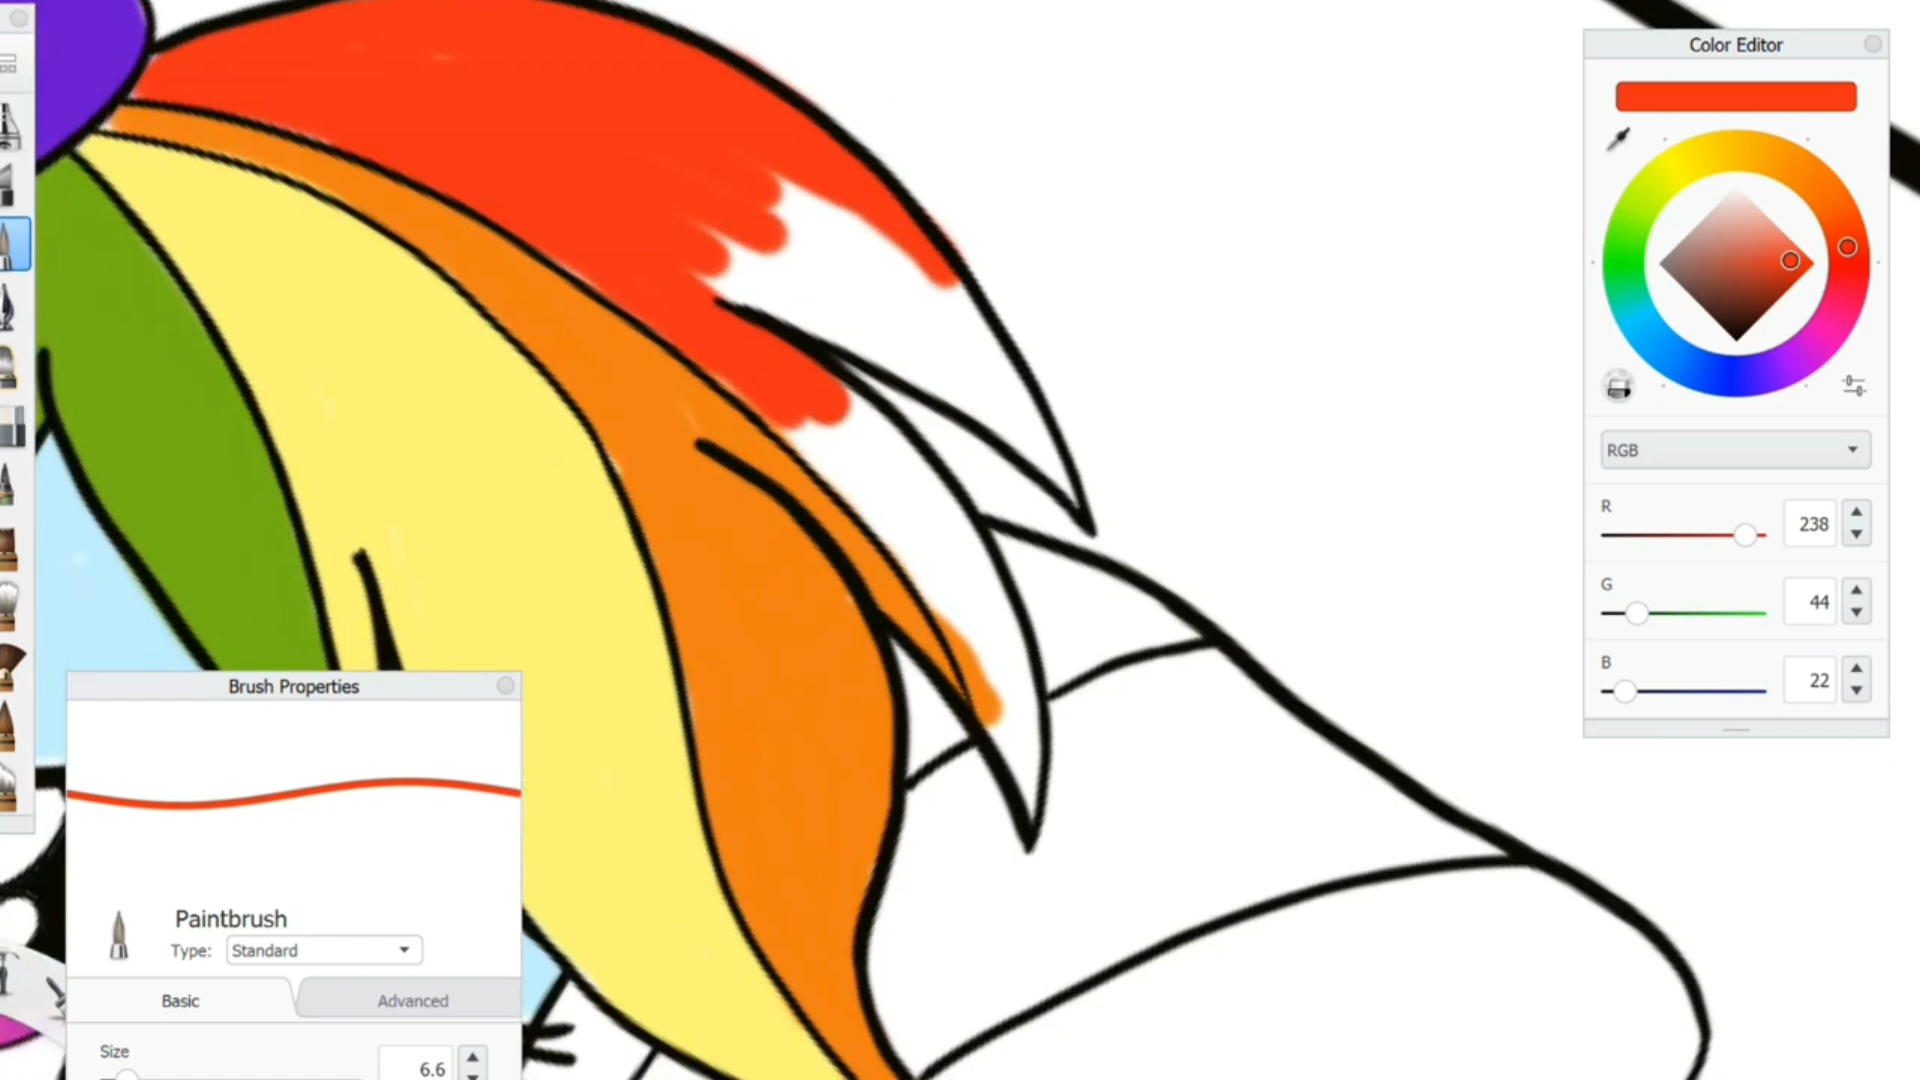 Color Editor
RGB
R
238
G
44
B
22
Brush Properties
Paintbrush
Type: Standard
Basic
Advanced
Size
6.6